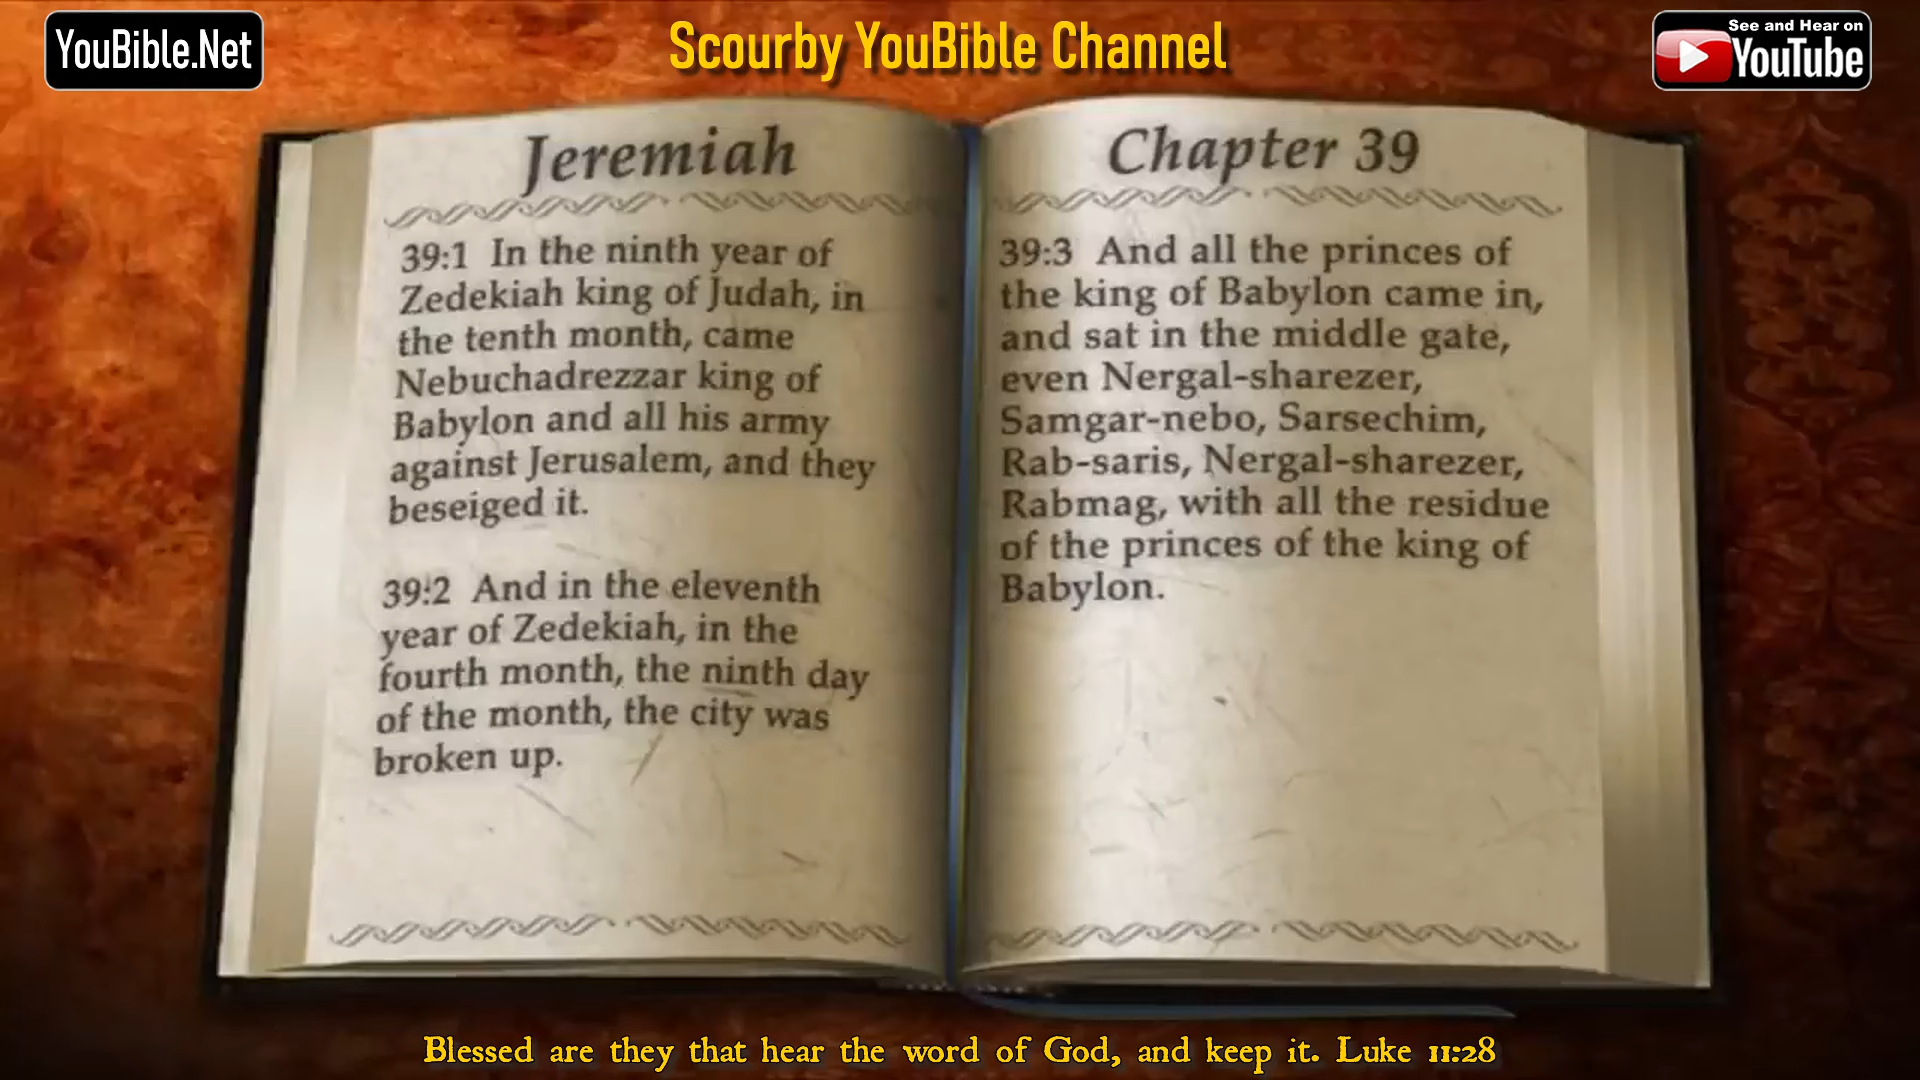 YouBible.Net
Scourby YouBible Channel
See and Hear on
YouTube
Jeremiah
39:1 In the ninth year of
Zedekiah king of Judah, in
the tenth month, came
Nebuchadrezzar king of
Babylon and all his army
against Jerusalem, and they
beseiged it.
39:2 And in the eleventh
year of Zedekiah, in the
fourth month, the ninth day
of the month, the city was
broken up.
Chapter 39
39:3 And all the princes of
the king of Babylon came in,
and sat in the middle gate,
even Nergal-sharezer,
Samgar-nebo, Sarsechim,
Rab-saris, Nergal-sharezer,
Rabmag, with all the residue
of the princes of the king of
Babylon.
Blessed are they that hear the word of God, and keep it. Luke 11:28